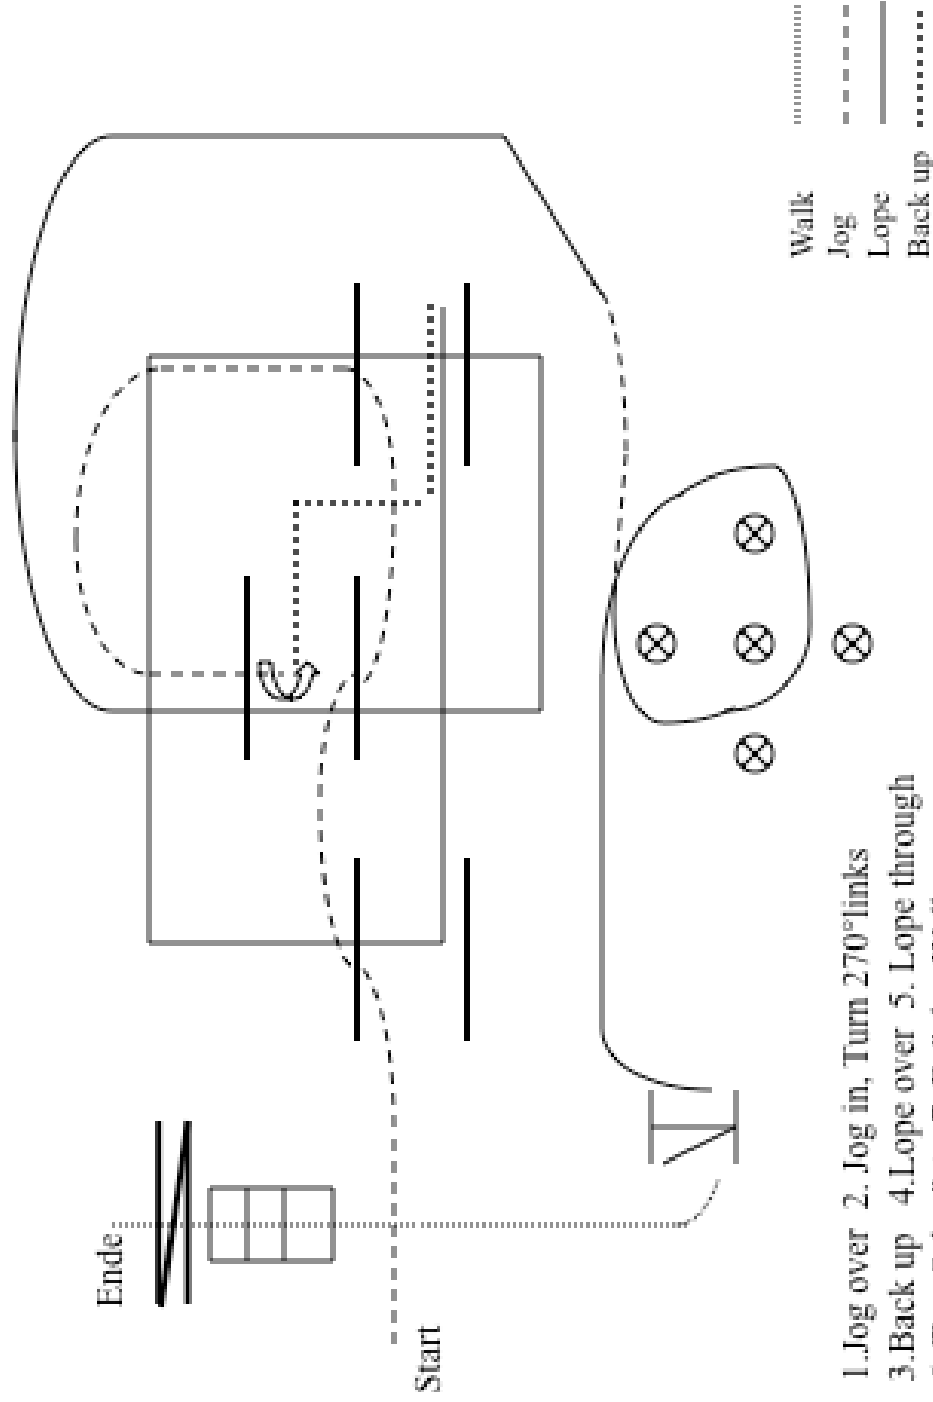 Ende
Start
Walk
Jog
Lope
Back up
1.Jog over 2. Jog in, Turn 270°links
3.Back up 4.Lope over 5. Lope through